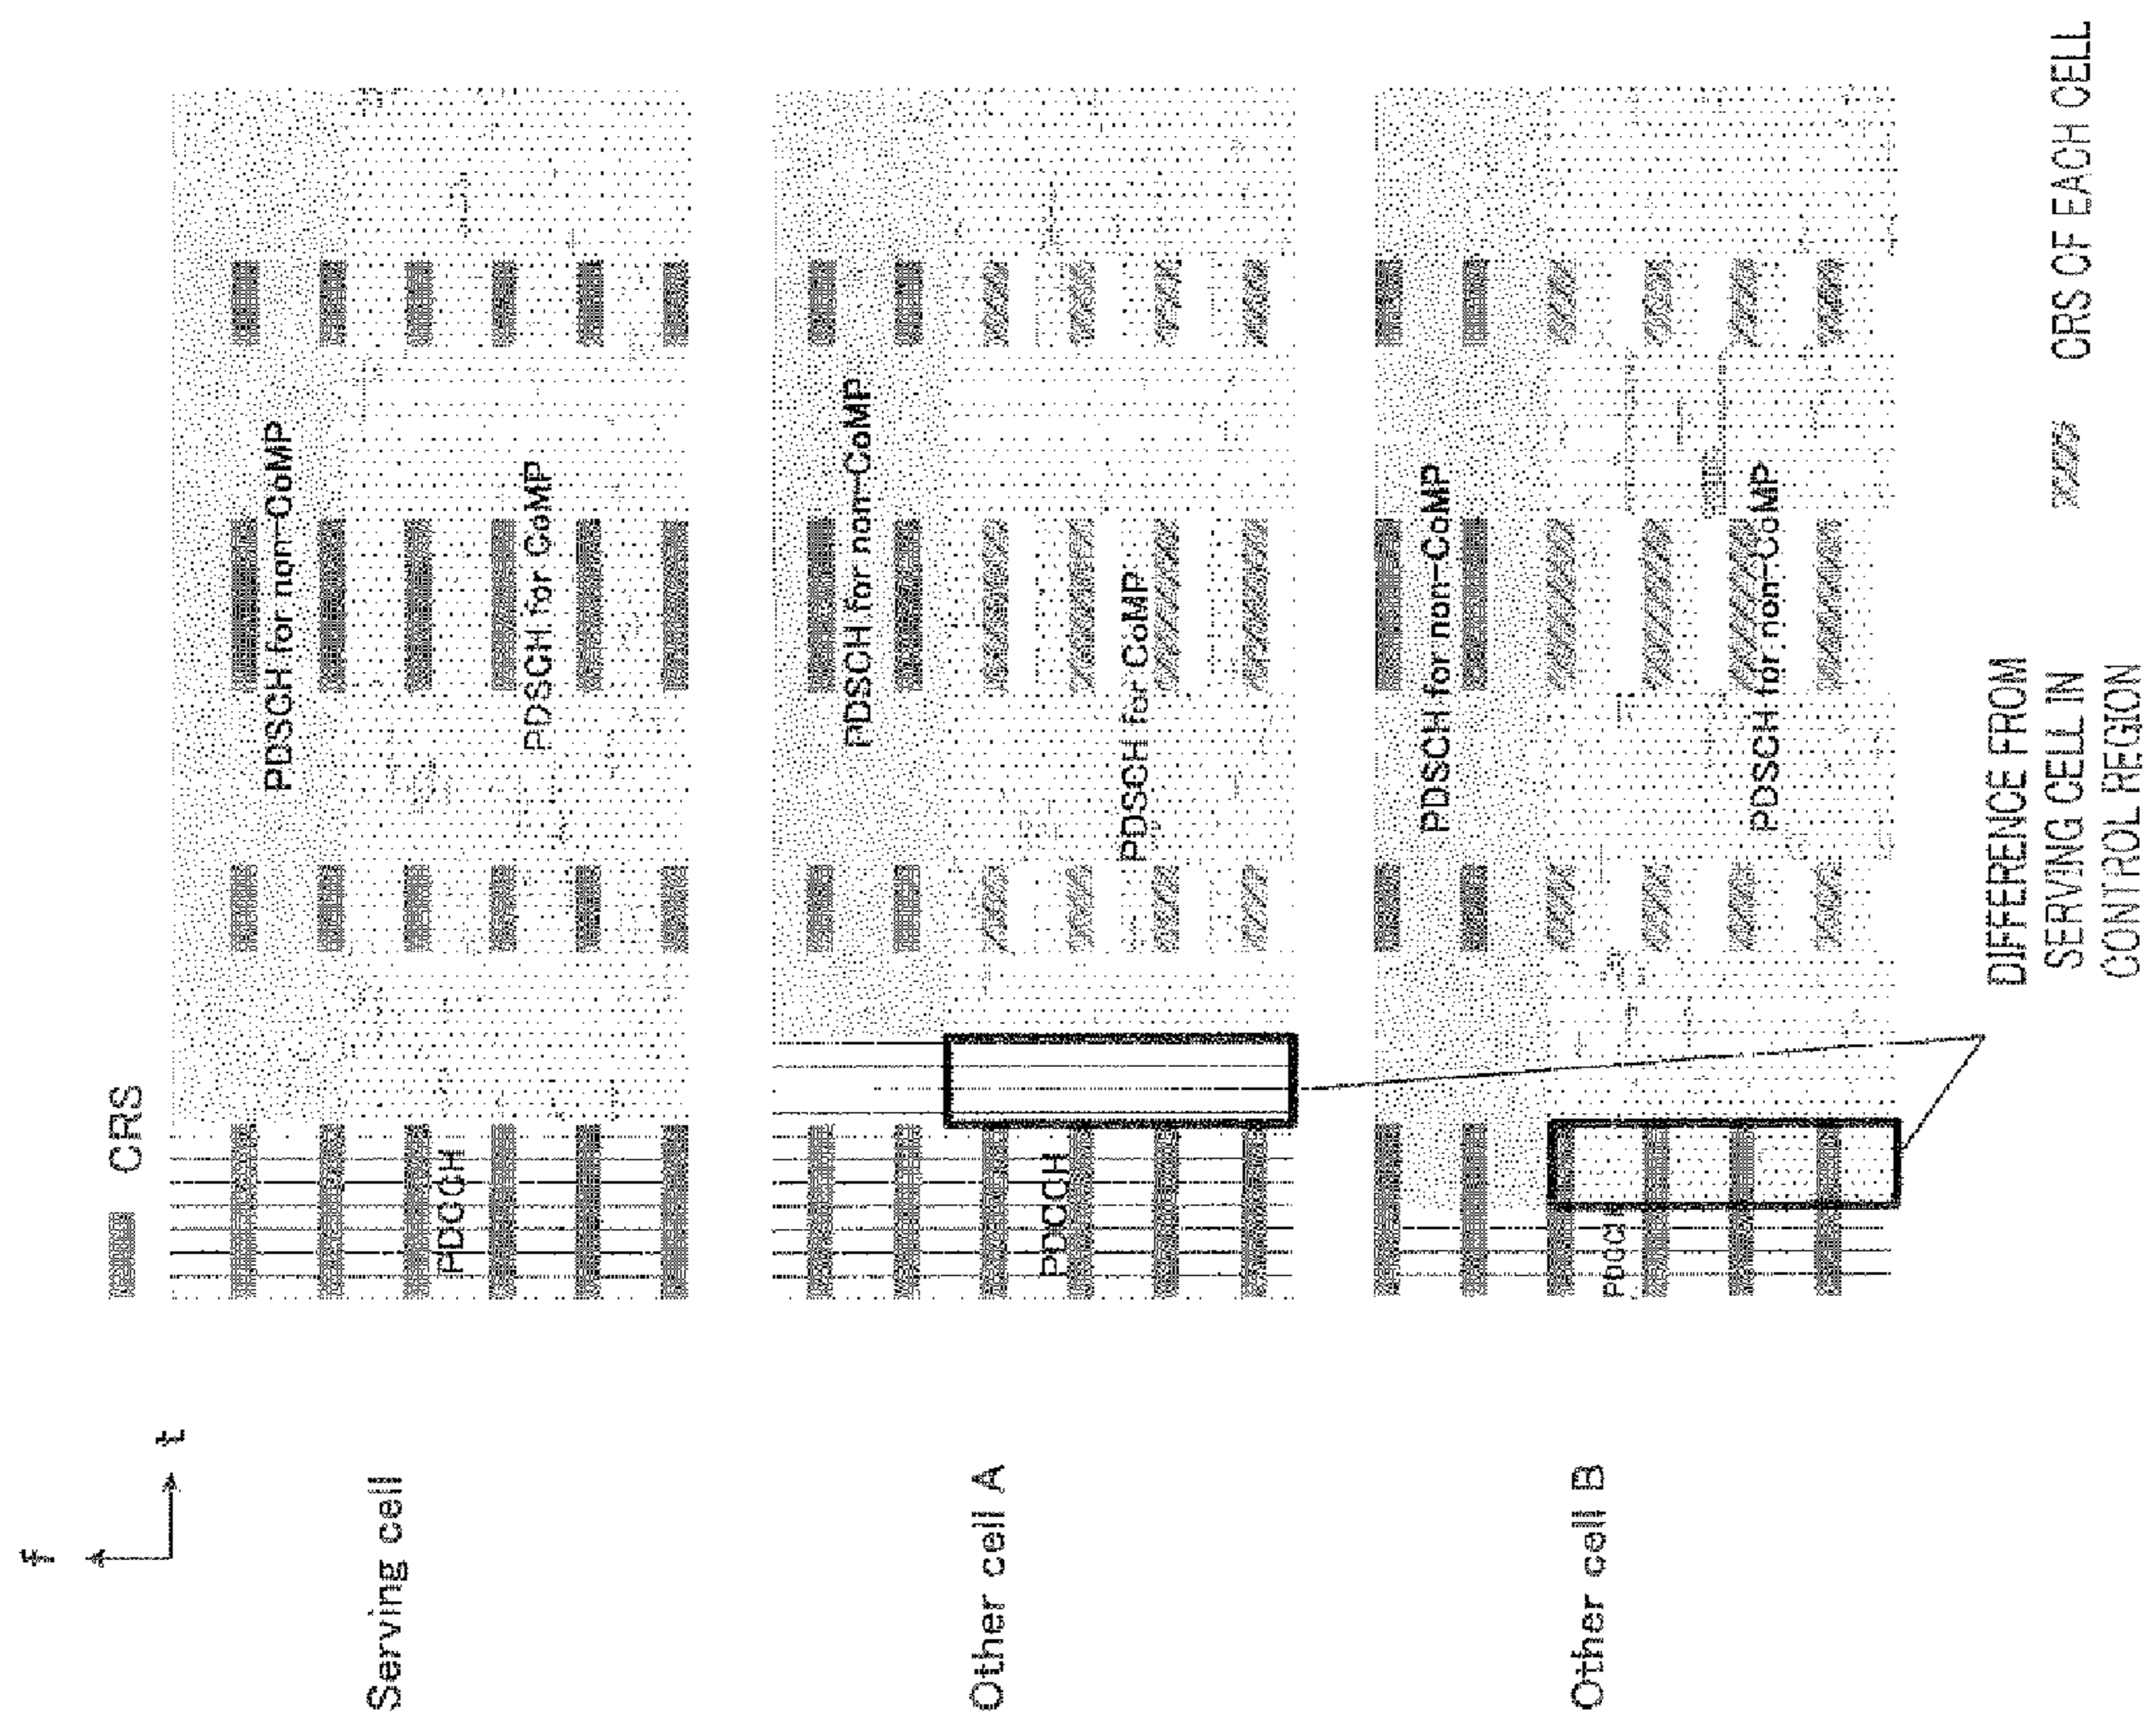 f
t
CRS
Serving cell
PDCCH
PDSCH for non-CoMP
PDSCH for CoMP
Other cell A
PDCCH
PDSCH for non-CoMP
PDSCH for CoMP
Other cell B
PDSCH for non-CoMP
PDSCH for non-CoMP
DIFFERENCE FROM
SERVING CELL IN
CONTROL REGION
CRS OF EACH CELL